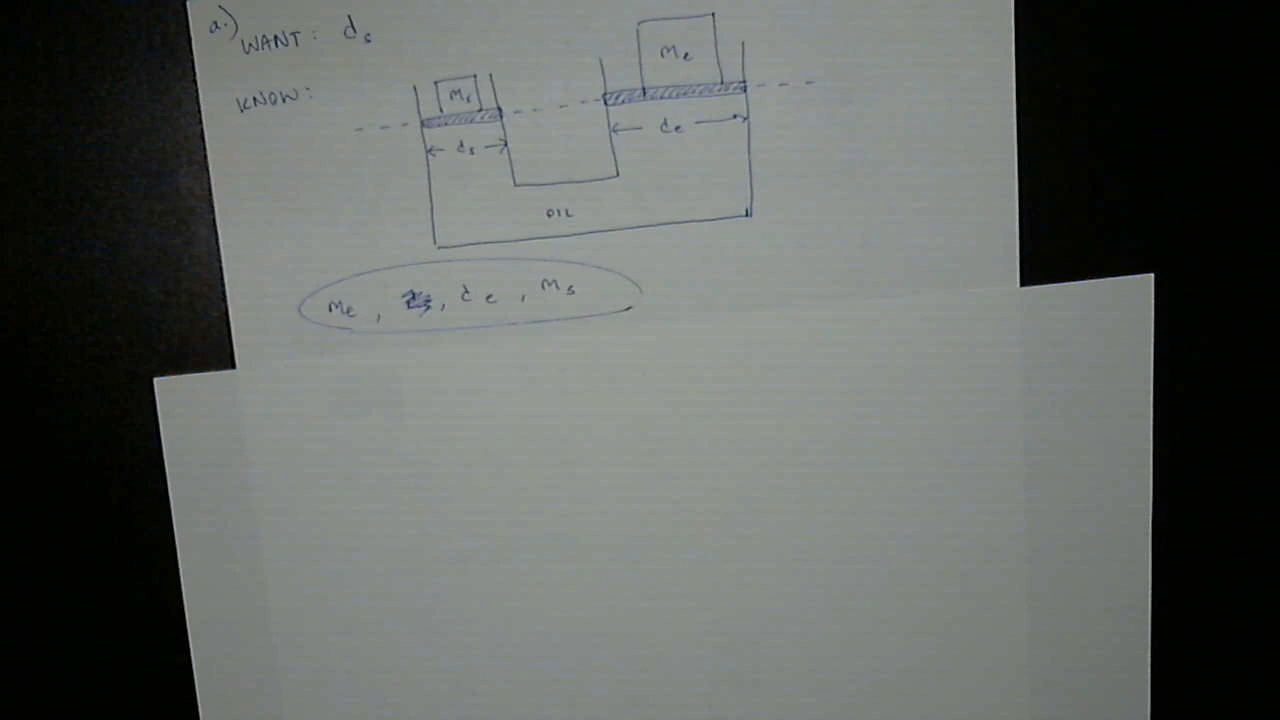 a.) WANT: ds
KNOW:
Ms
Me
ds
de
OIL
me, , de, ms